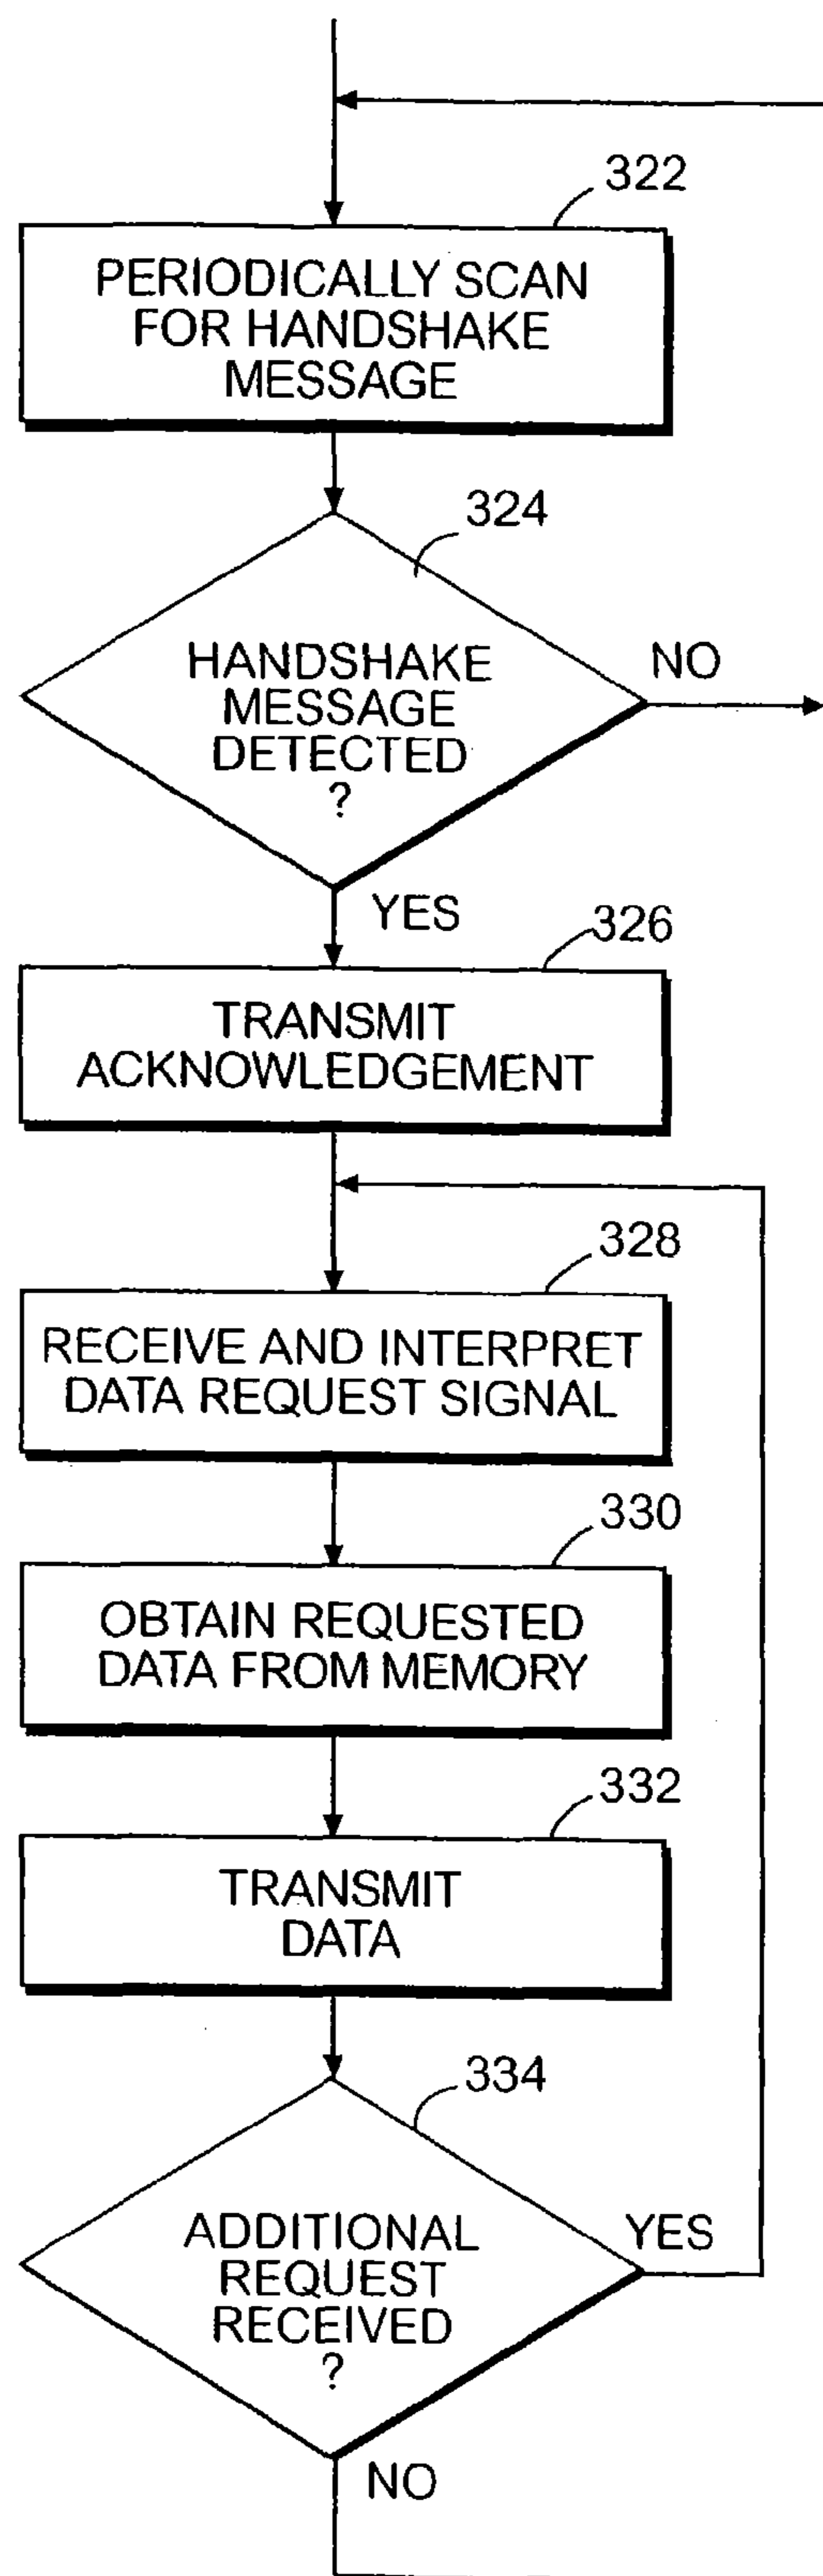 322
PERIODICALLY SCAN
FOR HANDSHAKE
MESSAGE
324
HANDSHAKE
MESSAGE
DETECTED
?
NO
YES
326
TRANSMIT
ACKNOWLEDGEMENT
328
RECEIVE AND INTERPRET
DATA REQUEST SIGNAL
330
OBTAIN REQUESTED
DATA FROM MEMORY
332
TRANSMIT
DATA
334
ADDITIONAL
REQUEST
RECEIVED
?
YES
NO